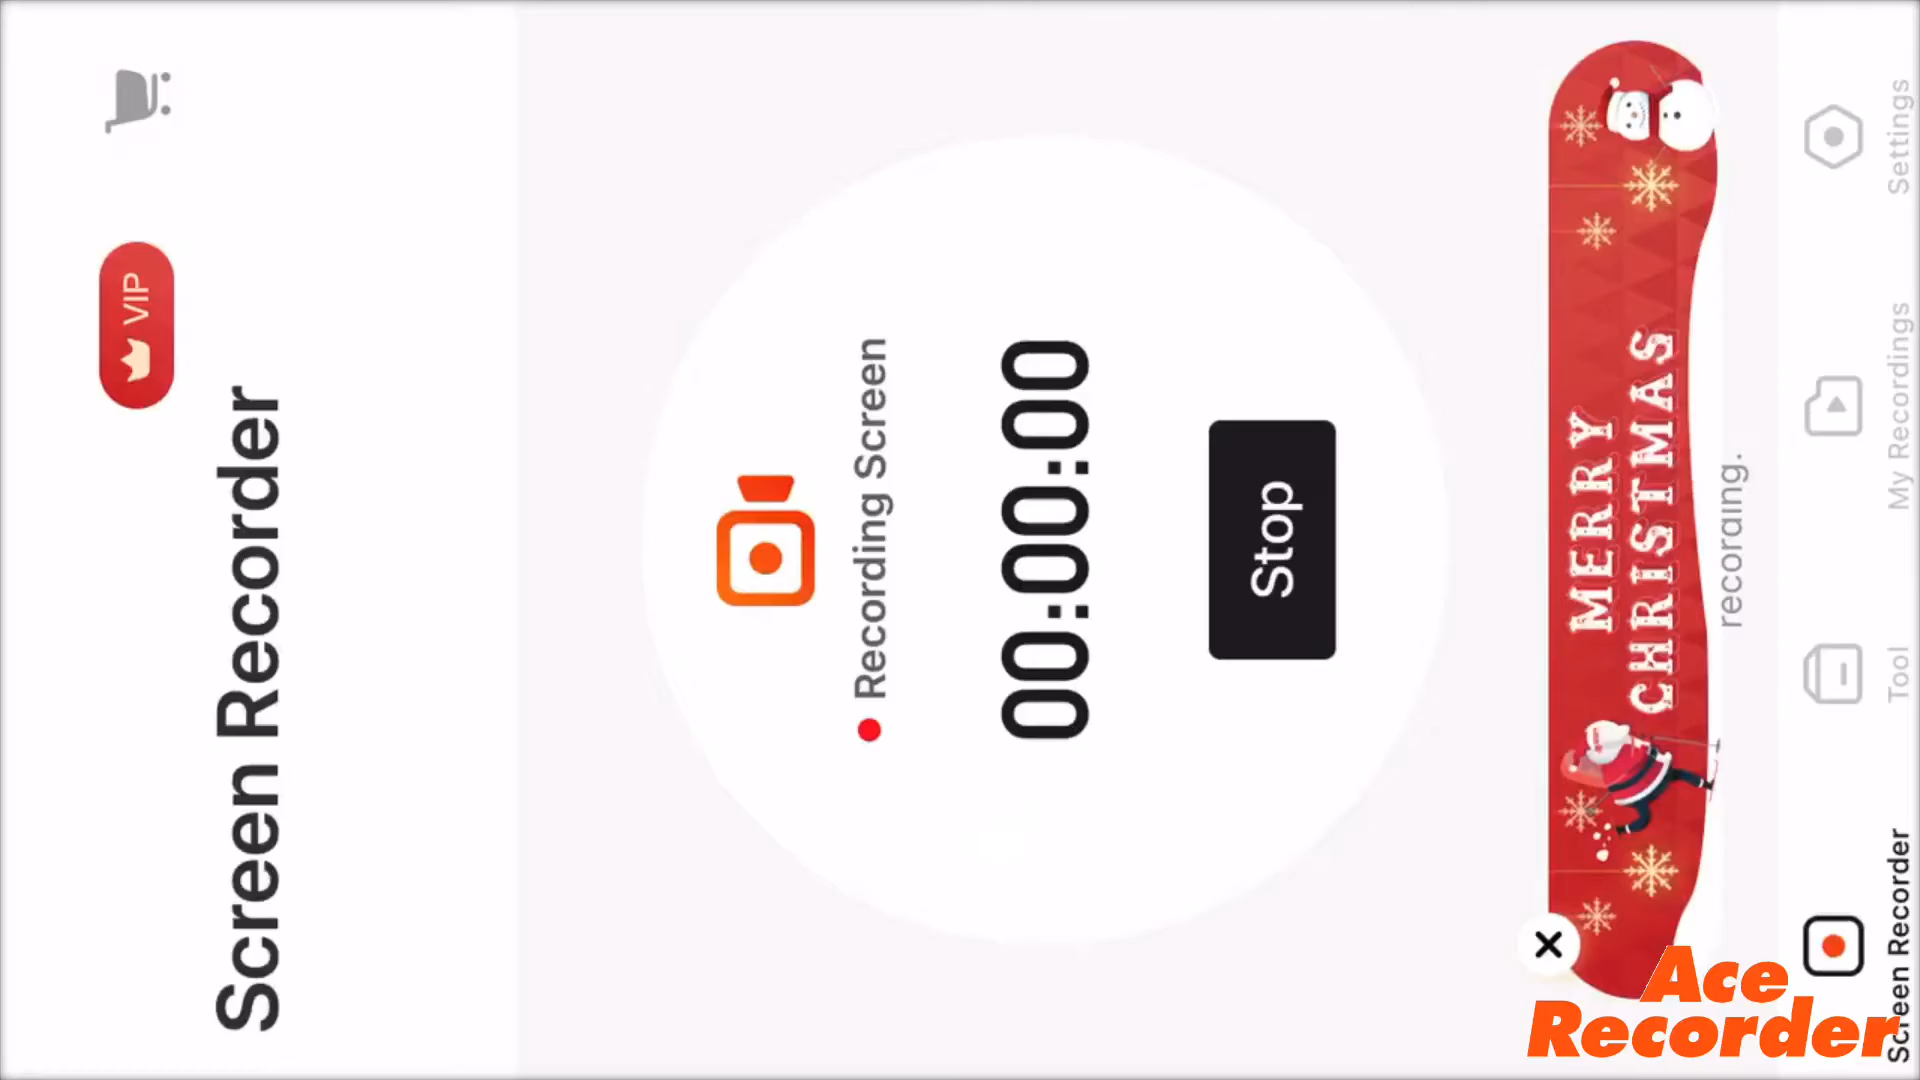 VIP
Screen Recorder
Recording Screen
00:00:00
Stop
MERRY
CHRISTMAS
recording.
Screen Recorder
Tool
My Recordings
Settings
Ace
Recorder